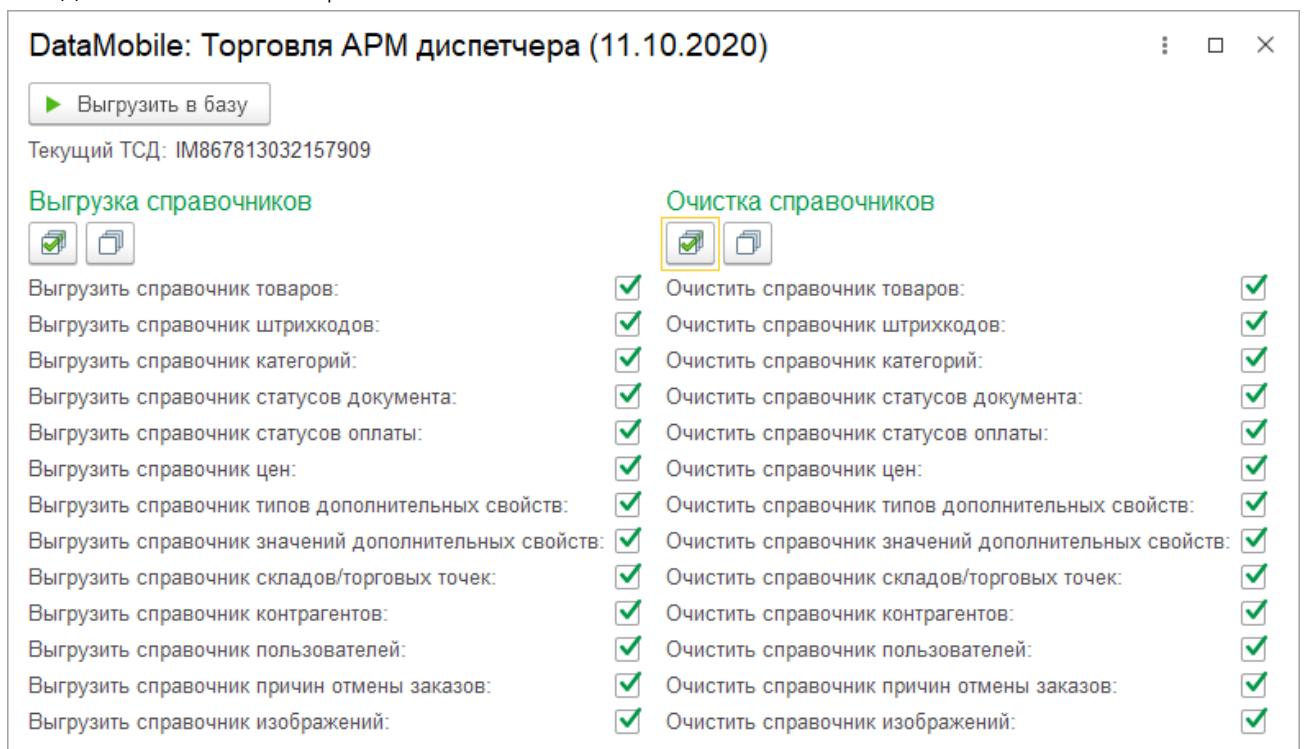 DataMobile: Торговля АРМ диспетчера (11.10.2020)
Выгрузить в базу
Текущий ТСД: IM867813032157909
Выгрузка справочников
Выгрузить справочник товаров:
Выгрузить справочник штрихкодов:
Выгрузить справочник категорий:
Выгрузить справочник статусов документа:
Выгрузить справочник статусов оплаты:
Выгрузить справочник цен:
Выгрузить справочник типов дополнительных свойств:
Выгрузить справочник значений дополнительных свойств:
Выгрузить справочник складов/торговых точек:
Выгрузить справочник контрагентов:
Выгрузить справочник пользователей:
Выгрузить справочник причин отмены заказов:
Выгрузить справочник изображений:
Очистка справочников
Очистить справочник товаров:
Очистить справочник штрихкодов:
Очистить справочник категорий:
Очистить справочник статусов документа:
Очистить справочник статусов оплаты:
Очистить справочник цен:
Очистить справочник типов дополнительных свойств:
Очистить справочник значений дополнительных свойств:
Очистить справочник складов/торговых точек:
Очистить справочник контрагентов:
Очистить справочник пользователей:
Очистить справочник причин отмены заказов:
Очистить справочник изображений: